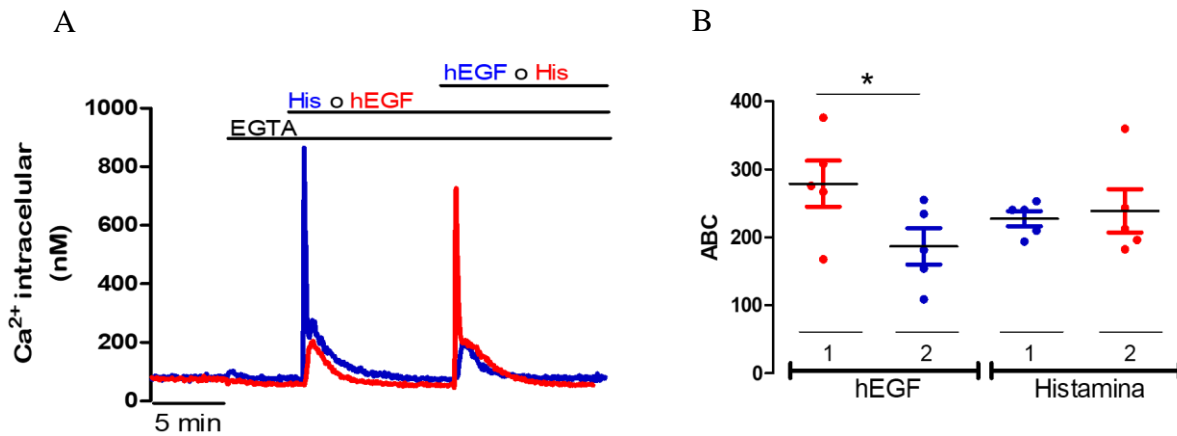 A
hEGF o His
His o hEGF
EGTA
Ca²⁺ intracelular
(nM)
1000
800
600
400
200
0
5 min
B
*
ABC
400
300
200
100
0
1 2 1 2
hEGF Histamina